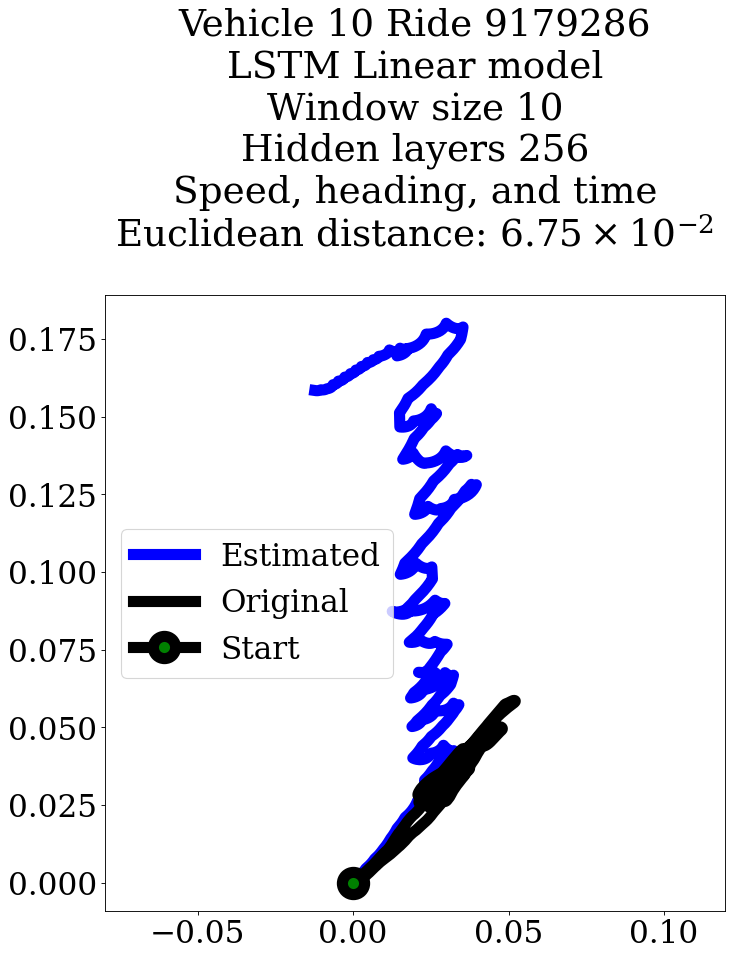 Vehicle 10 Ride 9179286
LSTM Linear model
Window size 10
Hidden layers 256
Speed, heading, and time
Euclidean distance: 6.75 × 10⁻²
0.175
0.150
0.125
0.100
0.075
0.050
0.025
0.000
Estimated
Original
Start
−0.05 0.00 0.05 0.10